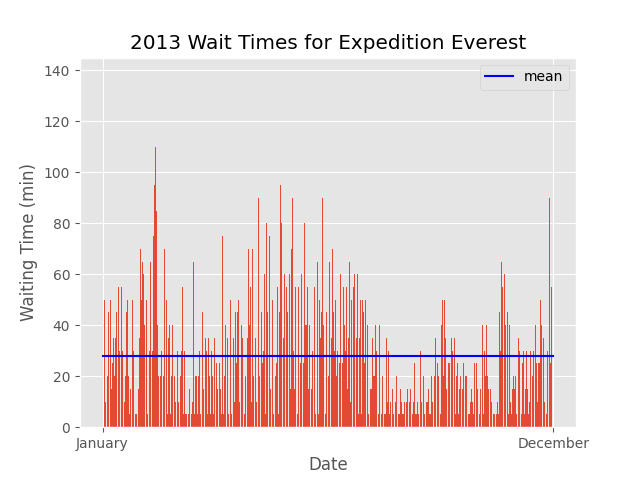 2013 Wait Times for Expedition Everest
mean
Waiting Time (min)
140
120
100
80
60
40
20
0
January
December
Date